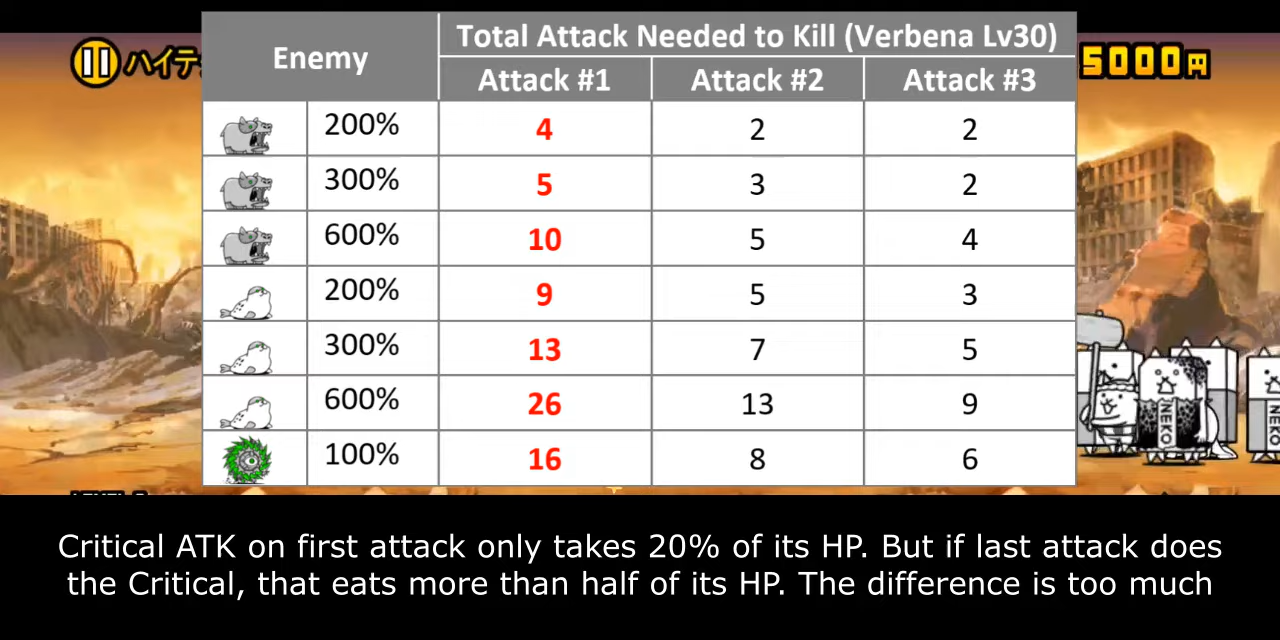 ハイテ
5000円
Enemy
Total Attack Needed to Kill (Verbena Lv30)
Attack #1 Attack #2 Attack #3
200% 4 2 2
300% 5 3 2
600% 10 5 4
200% 9 5 3
300% 13 7 5
600% 26 13 9
100% 16 8 6
NEKO
NEKO
Critical ATK on first attack only takes 20% of its HP. But if last attack does
the Critical, that eats more than half of its HP. The difference is too much